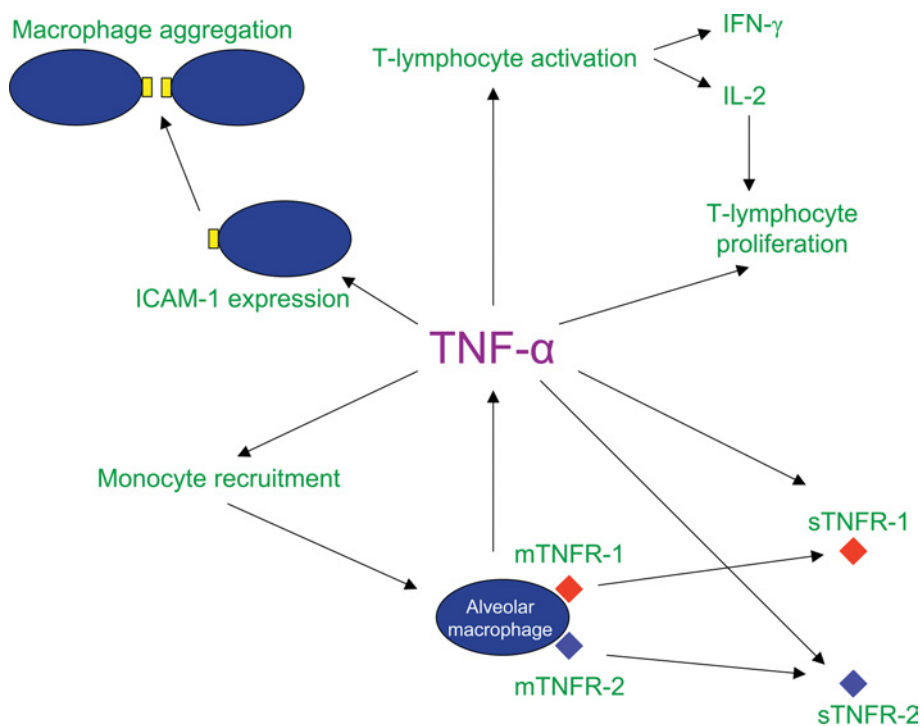 Macrophage aggregation
IFN-γ
T-lymphocyte activation
IL-2
T-lymphocyte
proliferation
ICAM-1 expression
TNF-α
Monocyte recruitment
sTNFR-1
mTNFR-1
Alveolar
macrophage
mTNFR-2
sTNFR-2